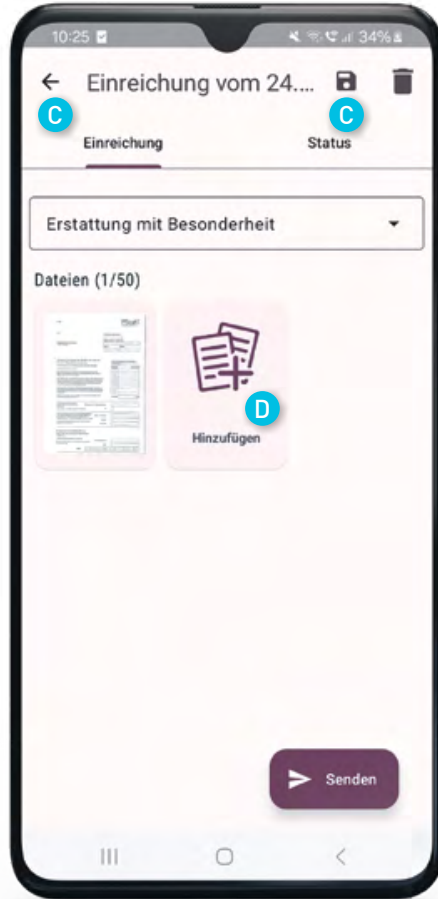 10:25
34%
Einreichung vom 24....
C
C
Einreichung
Status
Erstattung mit Besonderheit
Dateien (1/50)
D
Hinzufügen
Senden